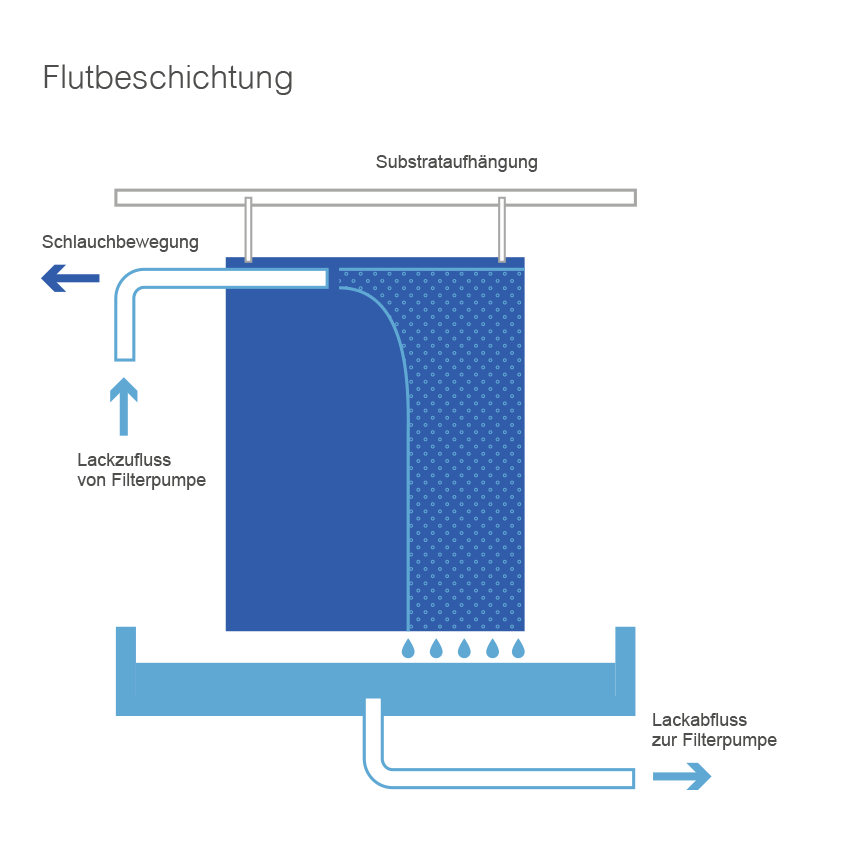 Flutbeschichtung
Substrataufhängung
Schlauchbewegung
Lackzufluss
von Filterpumpe
Lackabfluss
zur Filterpumpe